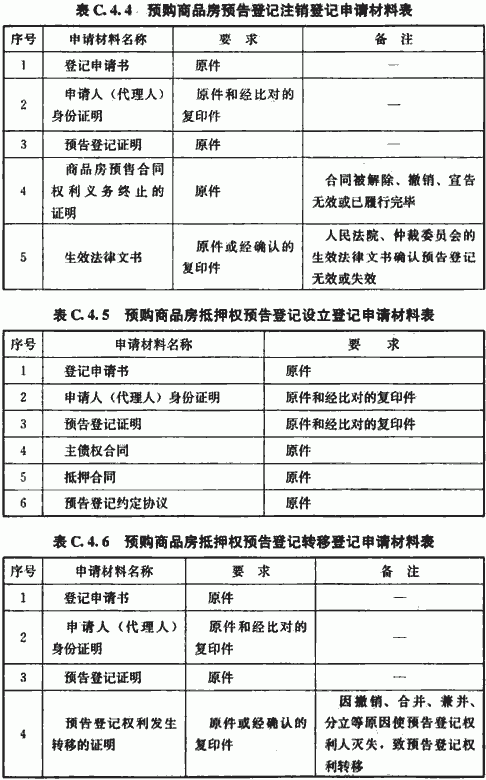 表 C.4.4 预购商品房预告登记注销登记申请材料表
序号 申请材料名称 要 求 备 注
1 登记申请书 原件 —
2 申请人（代理人）身份证明 原件和经比对的复印件 —
3 预告登记证明 原件 —
4 商品房预售合同权利义务终止的证明 原件 合同被解除、撤销、宣告无效或已履行完毕
5 生效法律文书 原件或经确认的复印件 人民法院、仲裁委员会的生效法律文书确认预告登记无效或失效
表 C.4.5 预购商品房抵押权预告登记设立登记申请材料表
序号 申请材料名称 要 求
1 登记申请书 原件
2 申请人（代理人）身份证明 原件和经比对的复印件
3 预告登记证明 原件和经比对的复印件
4 主债权合同 原件
5 抵押合同 原件
6 预告登记约定协议 原件
表 C.4.6 预购商品房抵押权预告登记转移登记申请材料表
序号 申请材料名称 要 求 备 注
1 登记申请书 原件 —
2 申请人（代理人）身份证明 原件和经比对的复印件 —
3 预告登记证明 原件 —
4 预告登记权利发生转移的证明 原件或经确认的复印件 因撤销、合并、兼并、分立等原因使预告登记权利人灭失，致预告登记权利转移